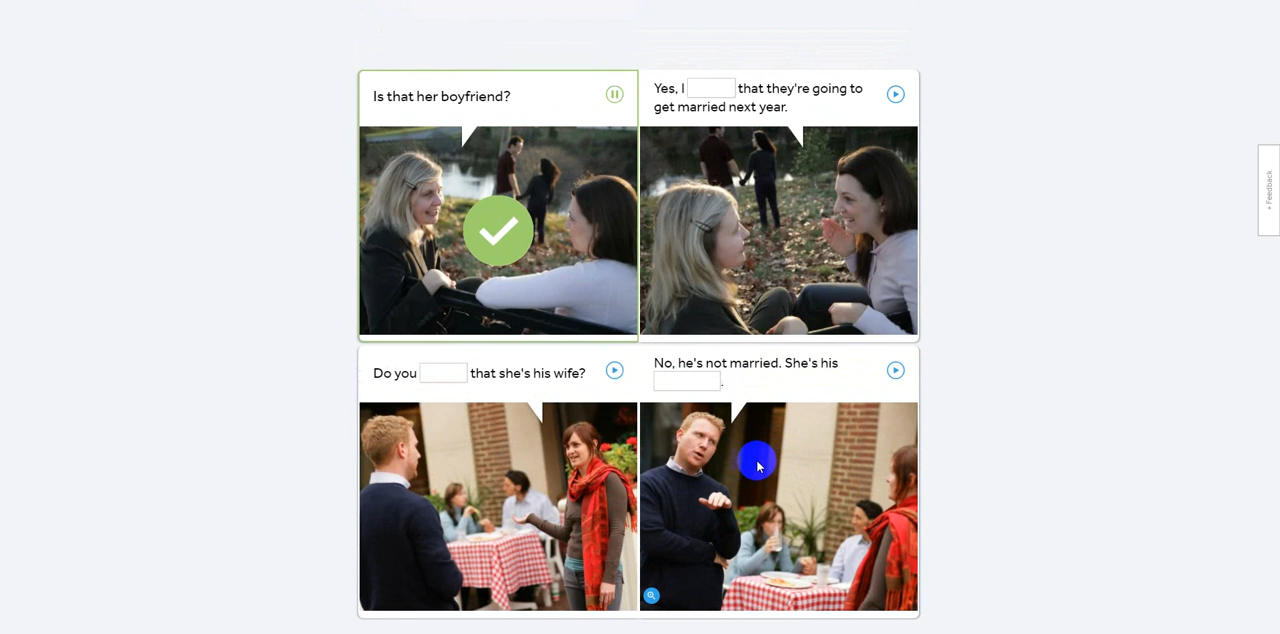 Is that her boyfriend?
Yes, I that they're going to
get married next year.
Do you that she's his wife?
No, he's not married. She's his
.
+ Feedback